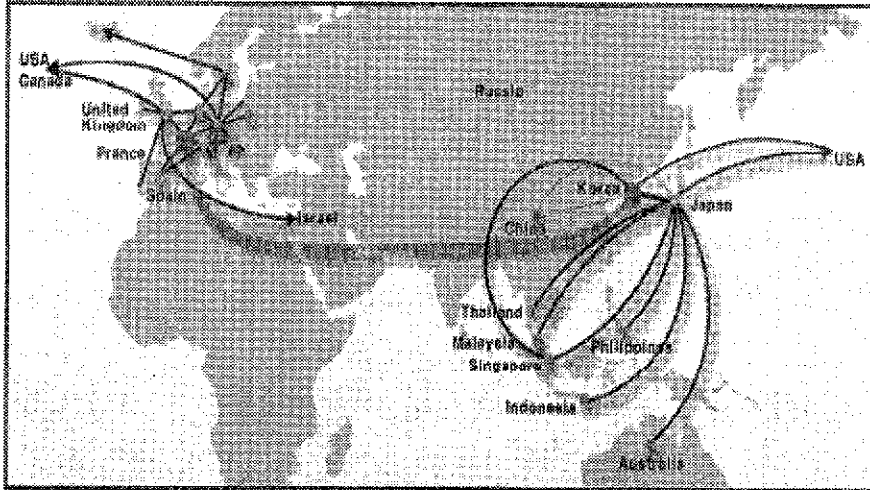 USA
Canada
United
Kingdom
France
Spain
Israel
Russia
Korea
China
Japan
USA
Thailand
Malaysia
Singapore
Philippines
Indonesia
Australia